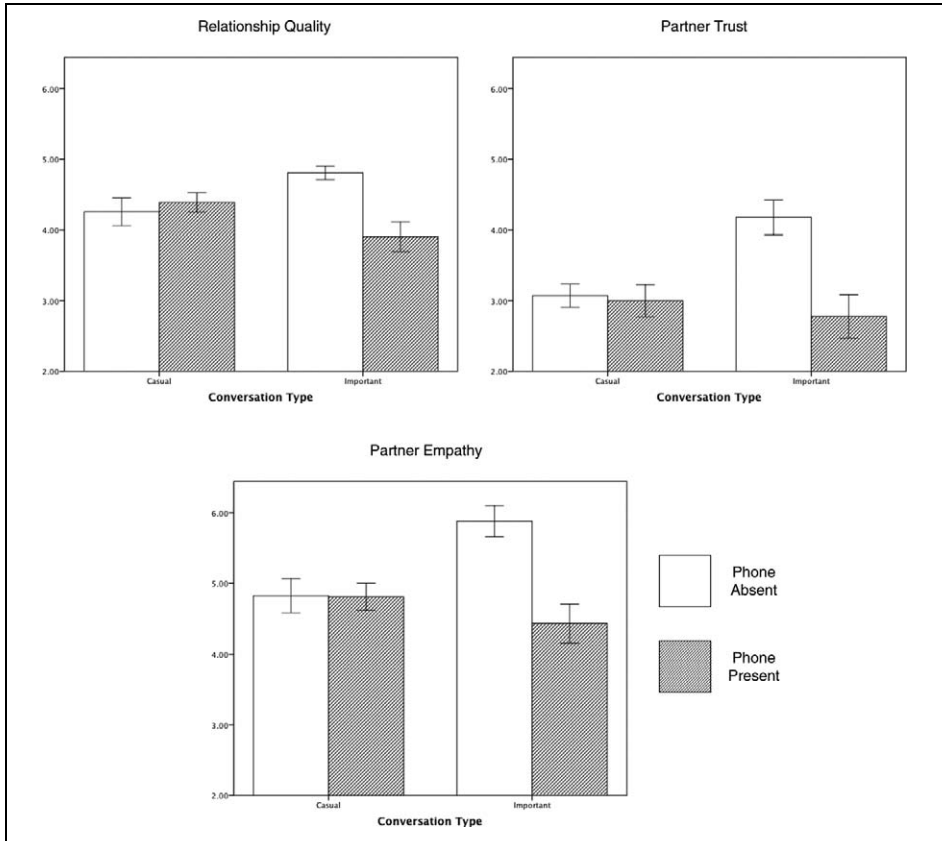 Relationship Quality
6.00
5.00
4.00
3.00
2.00
Casual
Important
Conversation Type
Partner Trust
6.00
5.00
4.00
3.00
2.00
Casual
Important
Conversation Type
Partner Empathy
6.00
5.00
4.00
3.00
2.00
Casual
Important
Conversation Type
Phone
Absent
Phone
Present